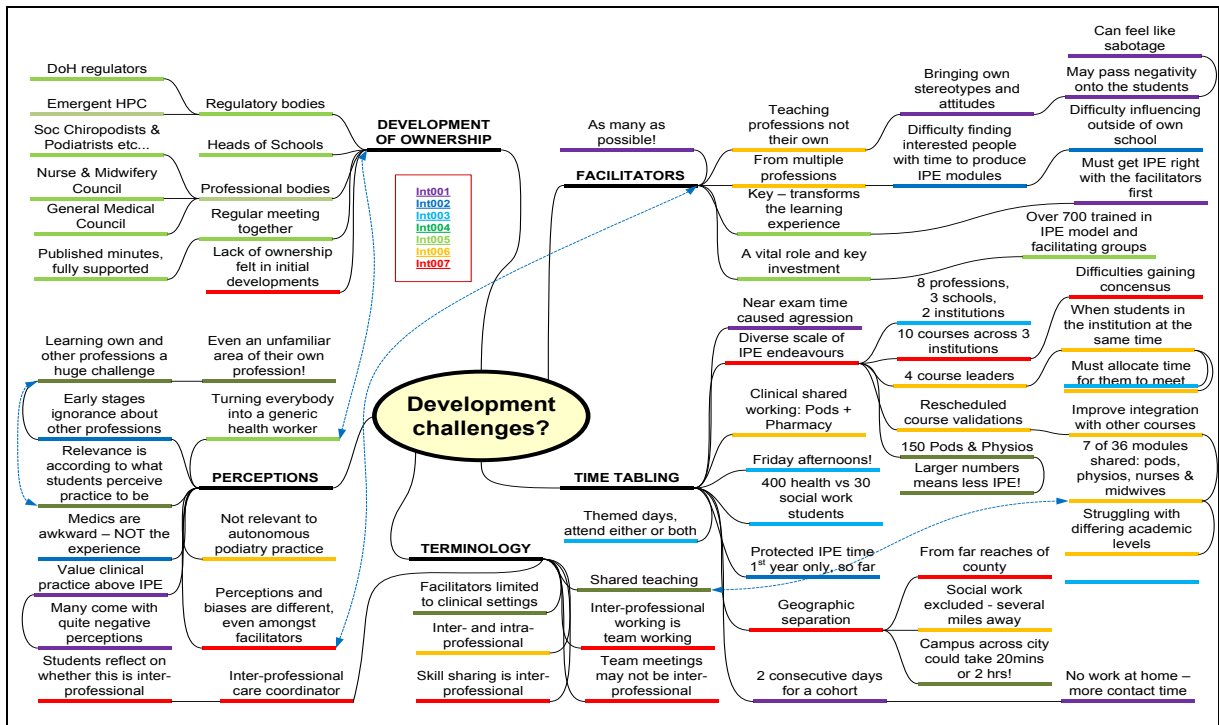 DoH regulators
Emergent HPC
Regulatory bodies
Soc Chiropodists &
Podiatrists etc...
Heads of Schools
Nurse & Midwifery
Council
Professional bodies
General Medical
Council
Regular meeting
together
Published minutes,
fully supported
Lack of ownership
felt in initial
developments
DEVELOPMENT
OF OWNERSHIP
Int001
Int002
Int003
Int004
Int005
Int006
Int007
As many as
possible!
FACILITATORS
Teaching
professions not
their own
From multiple
professions
Key – transforms
the learning
experience
A vital role and key
investment
Bringing own
stereotypes and
attitudes
Difficulty finding
interested people
with time to produce
IPE modules
Can feel like
sabotage
May pass negativity
onto the students
Difficulty influencing
outside of own
school
Must get IPE right
with the facilitators
first
Over 700 trained in
IPE model and
facilitating groups
Development
challenges?
Learning own and
other professions a
huge challenge
Even an unfamiliar
area of their own
profession!
Early stages
ignorance about
other professions
Turning everybody
into a generic
health worker
Relevance is
according to what
students perceive
practice to be
PERCEPTIONS
Medics are
awkward – NOT the
experience
Not relevant to
autonomous
podiatry practice
Value clinical
practice above IPE
Many come with
quite negative
perceptions
Perceptions and
biases are different,
even amongst
facilitators
Students reflect on
whether this is inter-
professional
Inter-professional
care coordinator
TERMINOLOGY
Facilitators limited
to clinical settings
Inter- and intra-
professional
Skill sharing is inter-
professional
Shared teaching
Inter-professional
working is
team working
Team meetings
may not be inter-
professional
TIME TABLING
Near exam time
caused agression
Diverse scale of
IPE endeavours
Clinical shared
working: Pods +
Pharmacy
Friday afternoons!
400 health vs 30
social work
students
Themed days,
attend either or both
Protected IPE time
1st year only, so far
Geographic
separation
2 consecutive days
for a cohort
8 professions,
3 schools,
2 institutions
10 courses across 3
institutions
4 course leaders
Rescheduled
course validations
150 Pods & Physios
Larger numbers
means less IPE!
Difficulties gaining
concensus
When students in
the institution at the
same time
Must allocate time
for them to meet
Improve integration
with other courses
7 of 36 modules
shared: pods,
physios, nurses &
midwives
Struggling with
differing academic
levels
From far reaches of
county
Social work
excluded - several
miles away
Campus across city
could take 20mins
or 2 hrs!
No work at home –
more contact time